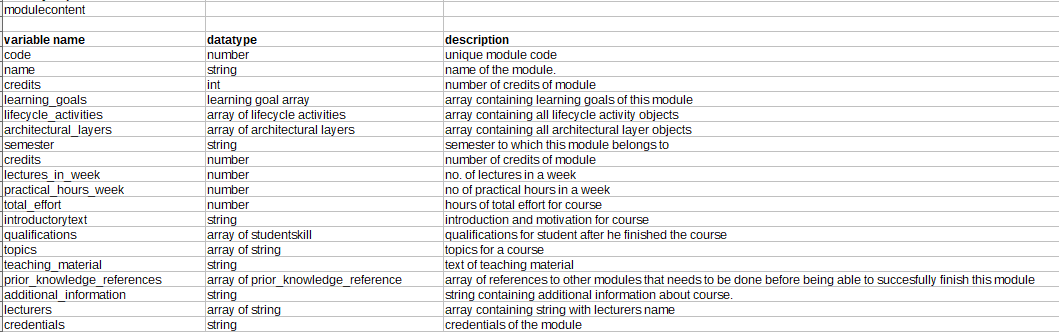 modulecontent
variable name datatype description
code number unique module code
name string name of the module.
credits int number of credits of module
learning_goals learning goal array array containing learning goals of this module
lifecycle_activities array of lifecycle activities array containing all lifecycle activity objects
architectural_layers array of architectural layers array containing all architectural layer objects
semester string semester to which this module belongs to
credits number number of credits of module
lectures_in_week number no. of lectures in a week
practical_hours_week number no of practical hours in a week
total_effort number hours of total effort for course
introductorytext string introduction and motivation for course
qualifications array of studentskill qualifications for student after he finished the course
topics array of string topics for a course
teaching_material string text of teaching material
prior_knowledge_references array of prior_knowledge_reference array of references to other modules that needs to be done before being able to succesfully finish this module
additional_information string string containing additional information about course.
lecturers array of string array containing string with lecturers name
credentials string credentials of the module